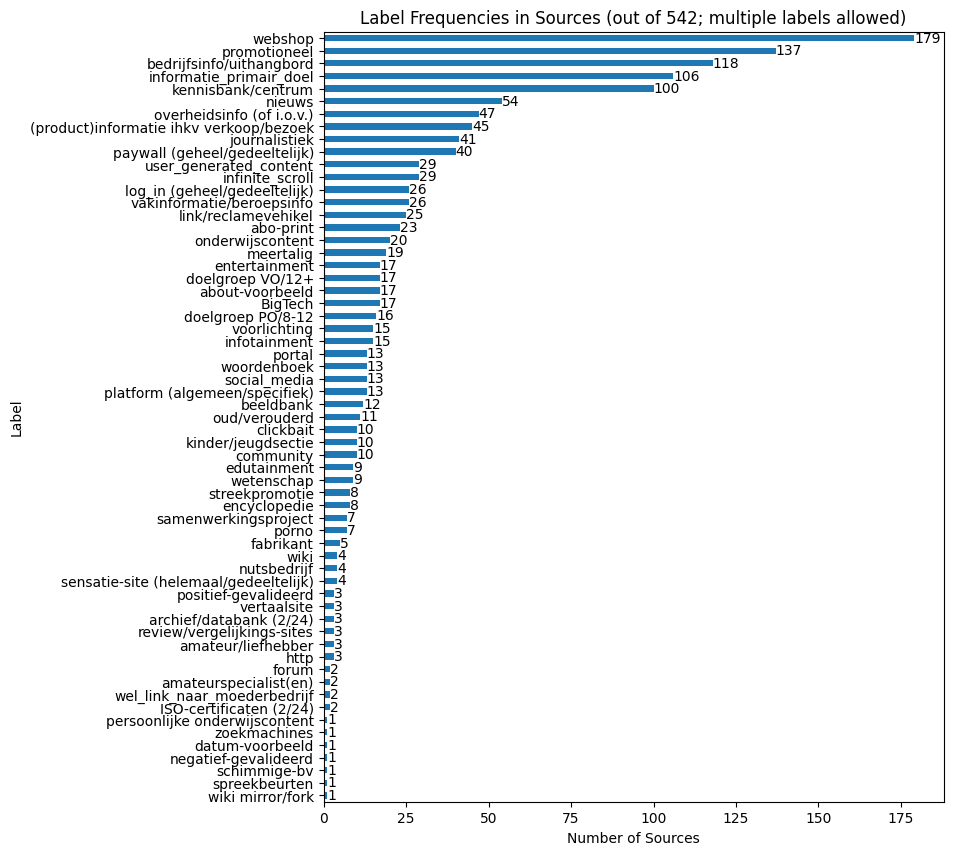 Label Frequencies in Sources (out of 542; multiple labels allowed)
webshop 179
promotioneel 137
bedrijfsinfo/uithangbord 118
informatie_primair_doel 106
kennisbank/centrum 100
nieuws 54
overheidsinfo (of i.o.v.) 47
(product)informatie ihkv verkoop/bezoek 45
journalistiek 41
paywall (geheel/gedeeltelijk) 40
user_generated_content 29
infinite_scroll 29
log_in (geheel/gedeeltelijk) 26
vakinformatie/beroepsinfo 26
link/reclamevehikel 25
abo-print 23
onderwijscontent 20
meertalig 19
entertainment 17
doelgroep VO/12+ 17
about-voorbeeld 17
BigTech 17
doelgroep PO/8-12 16
voorlichting 15
infotainment 15
portal 13
woordenboek 13
social_media 13
platform (algemeen/specifiek) 13
beeldbank 12
oud/verouderd 11
clickbait 10
kinder/jeugdsectie 10
community 10
edutainment 9
wetenschap 9
streekpromotie 8
encyclopedie 8
samenwerkingsproject 7
porno 7
fabrikant 5
wiki 4
nutsbedrijf 4
sensatie-site (helemaal/gedeeltelijk) 4
positief-gevalideerd 3
vertaalsite 3
archief/databank (2/24) 3
review/vergelijkings-sites 3
amateur/liefhebber 3
http 3
forum 2
amateurspecialist(en) 2
wel_link_naar_moederbedrijf 2
ISO-certificaten (2/24) 2
persoonlijke onderwijscontent 1
zoekmachines 1
datum-voorbeeld 1
negatief-gevalideerd 1
schimmige-bv 1
spreekbeurten 1
wiki mirror/fork 1
Label
0 25 50 75 100 125 150 175
Number of Sources